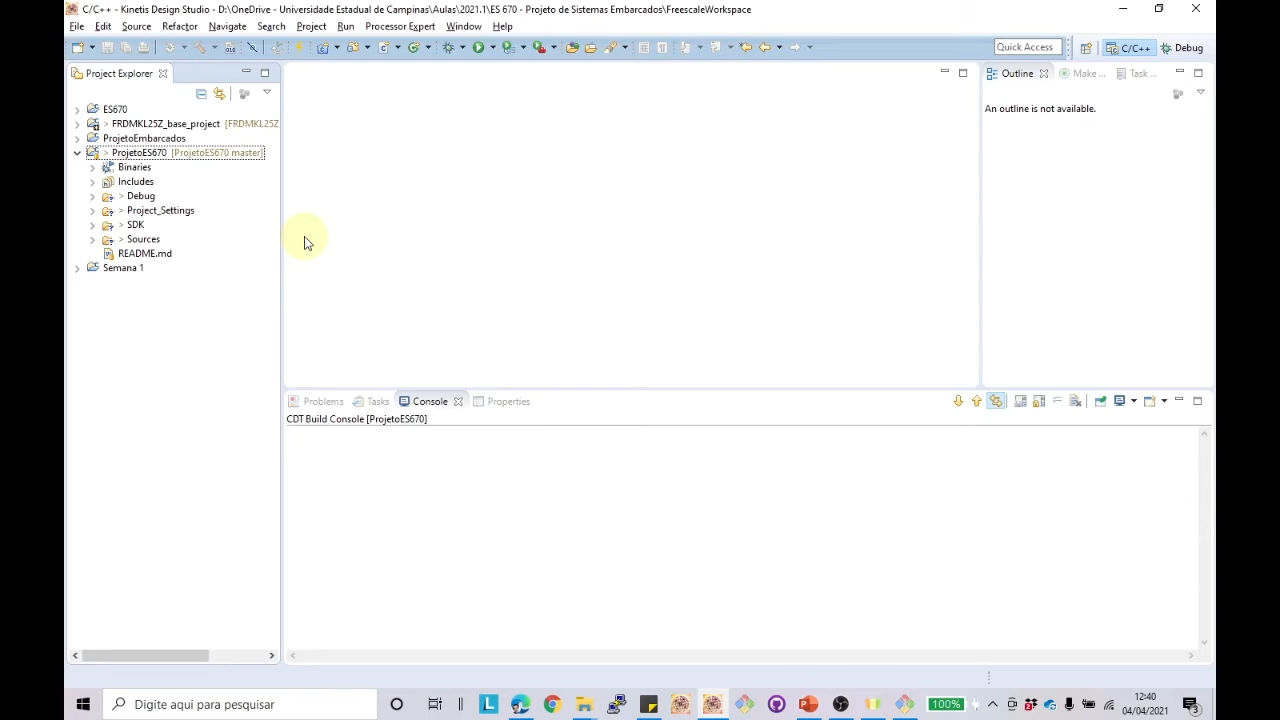 C/C++ - Kinetis Design Studio - D:\OneDrive - Universidade Estadual de Campinas\Aulas\2021.1\ES 670 - Projeto de Sistemas Embarcados\FreescaleWorkspace
File Edit Source Refactor Navigate Search Project Run Processor Expert Window Help
Quick Access C/C++ Debug
Project Explorer
Outline Make ... Task ...
An outline is not available.
ES670
> FRDMKL25Z_base_project [FRDMKL25Z
ProjetoEmbarcados
> ProjetoES670 [ProjetoES670 master]
Binaries
Includes
> Debug
> Project_Settings
> SDK
> Sources
README.md
Semana 1
Problems Tasks Console Properties
CDT Build Console [ProjetoES670]
Digite aqui para pesquisar
100%
12:40
04/04/2021
3